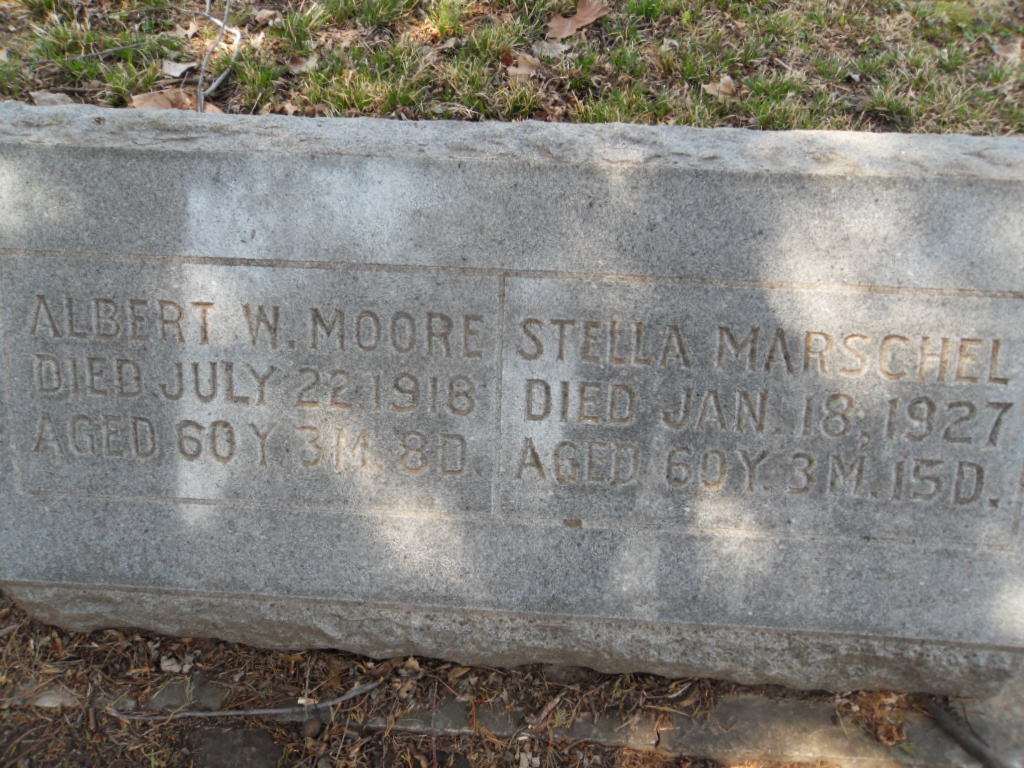 ALBERT W. MOORE
DIED JULY 22 1918
AGED 60 Y 3 M. 8 D
STELLA MARSCHEL
DIED JAN. 18, 1927
AGED 60 Y. 3 M. 15 D.